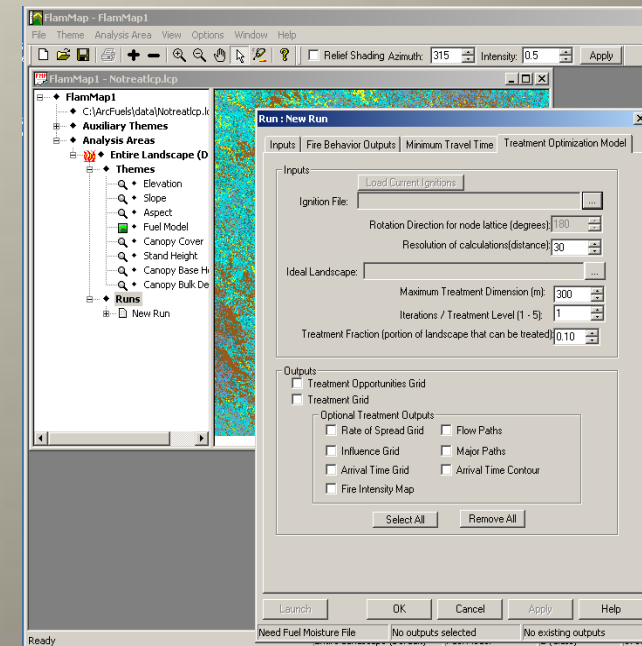 FlamMap - FlamMap1
File Theme Analysis Area View Options Window Help
Relief Shading Azimuth: 315 Intensity: 0.5 Apply
FlamMap1 - Notreatlcp.lcp
FlamMap1
C:\ArcFuels\data\Notreatlcp.lc
Auxiliary Themes
Analysis Areas
Entire Landscape (D
Themes
Elevation
Slope
Aspect
Fuel Model
Canopy Cover
Stand Height
Canopy Base He
Canopy Bulk De
Runs
New Run
Run : New Run
Inputs Fire Behavior Outputs Minimum Travel Time Treatment Optimization Model
Inputs
Load Current Ignitions
Ignition File: ...
Rotation Direction for node lattice (degrees): 180
Resolution of calculations(distance): 30
Ideal Landscape: ...
Maximum Treatment Dimension (m): 300
Iterations / Treatment Level (1 - 5): 1
Treatment Fraction (portion of landscape that can be treated): 0.10
Outputs
Treatment Opportunities Grid
Treatment Grid
Optional Treatment Outputs
Rate of Spread Grid Flow Paths
Influence Grid Major Paths
Arrival Time Grid Arrival Time Contour
Fire Intensity Map
Select All Remove All
Launch OK Cancel Apply Help
Need Fuel Moisture File No outputs selected No existing outputs
Ready